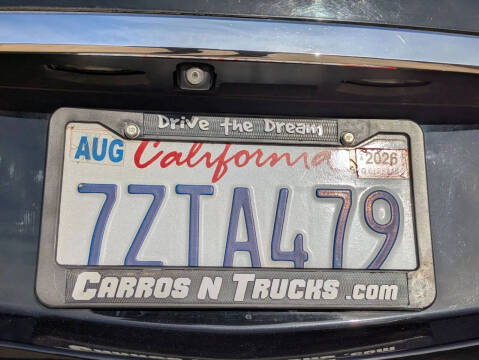 Drive the Dream
AUG California 2026
7ZTA479
CARROS N TRUCKS .COM